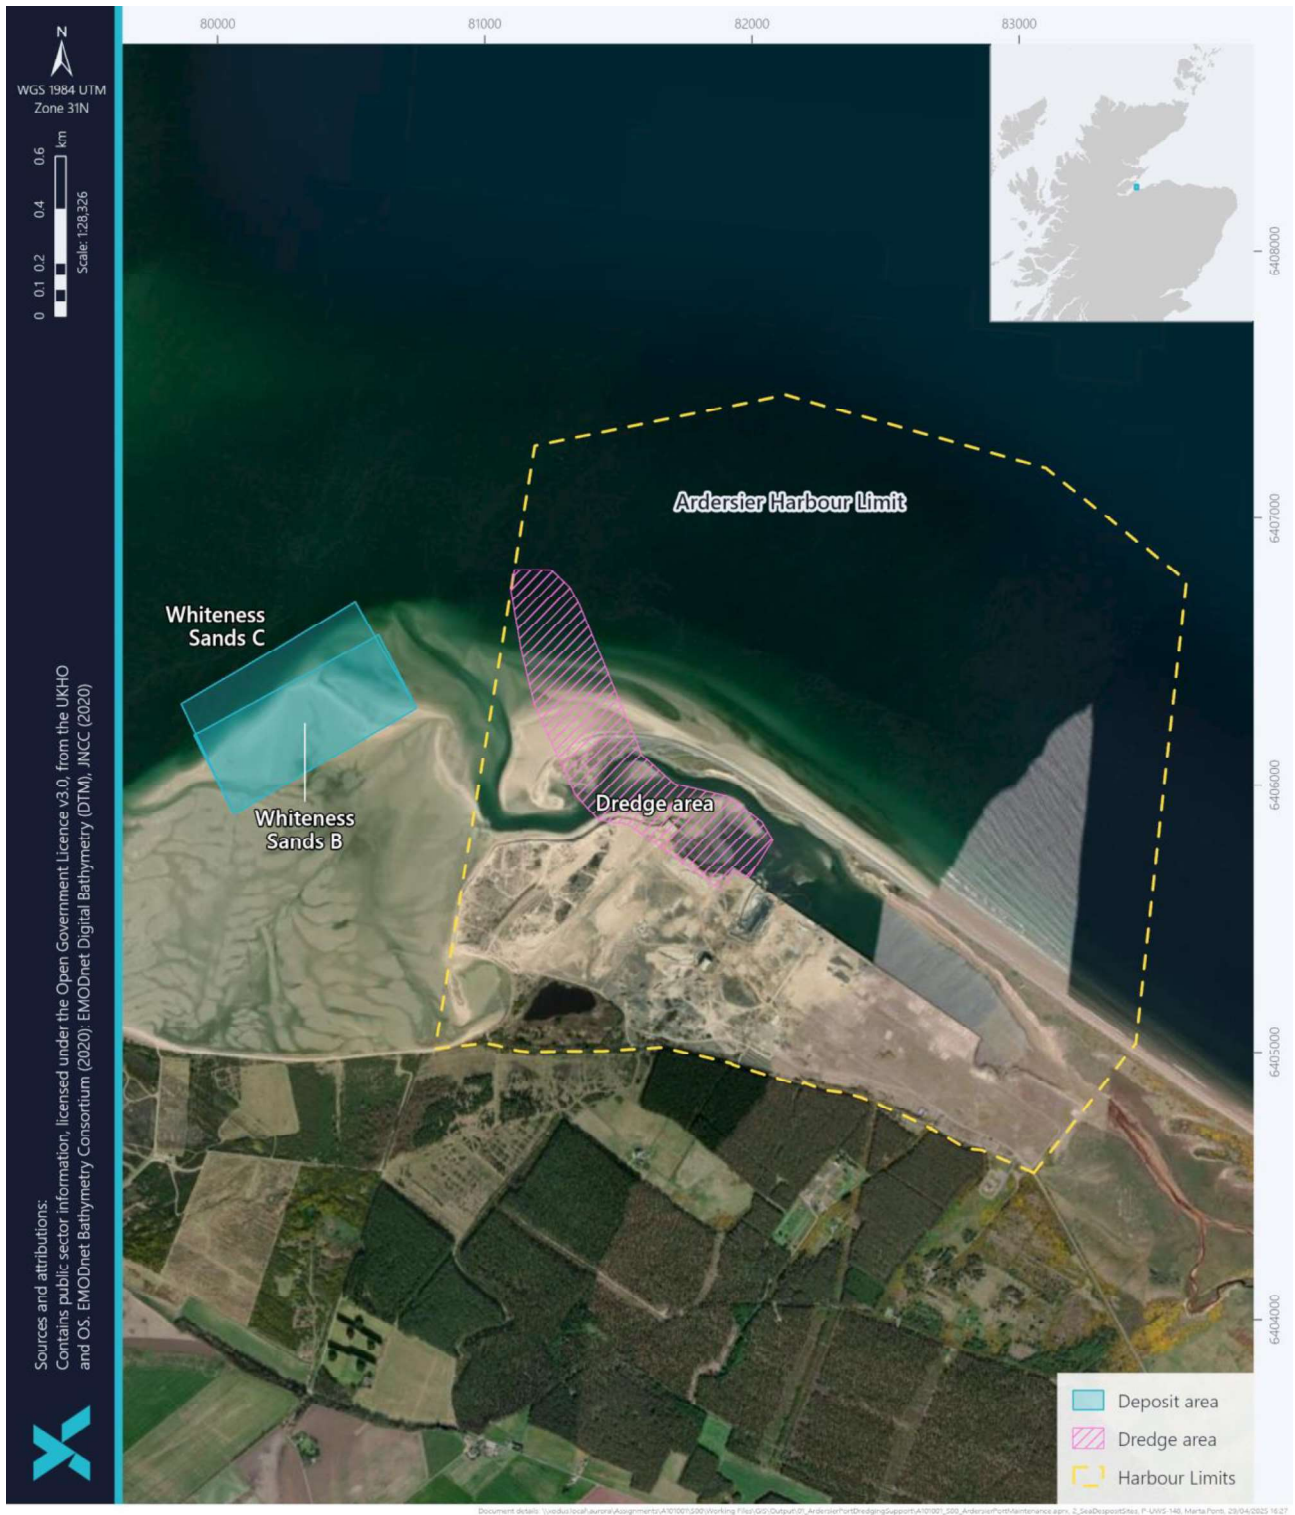 80000
81000
82000
83000
N
WGS 1984 UTM
Zone 31N
0 0.1 0.2 0.4 0.6
km
Scale: 1:28,326
6408000
6407000
6406000
6405000
6404000
Ardersier Harbour Limit
Whiteness
Sands C
Dredge area
Whiteness
Sands B
Sources and attributions:
Contains public sector information, licensed under the Open Government Licence v3.0, from the UKHO
and OS. EMODnet Bathymetry Consortium (2020): EMODnet Digital Bathymetry (DTM), JNCC (2020)
Deposit area
Dredge area
Harbour Limits